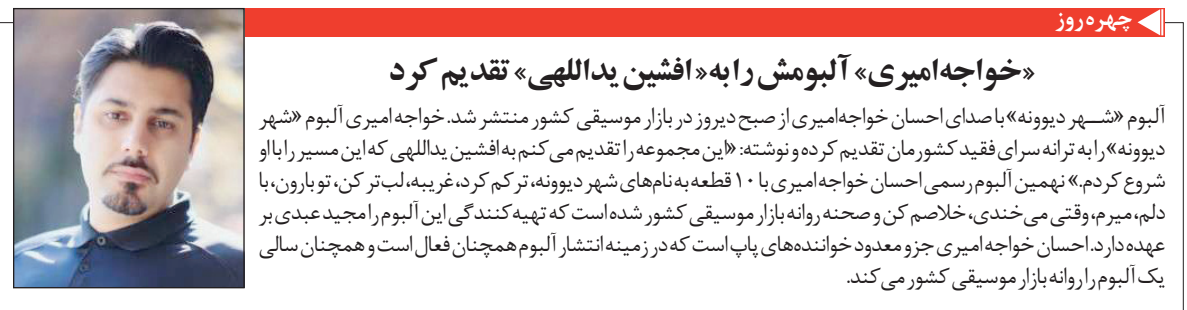 چهره‌روز
«خواجه‌امیری» آلبومش را به «افشین یداللهی» تقدیم کرد
آلبوم «شـــهر دیوونه» با صدای احسان خواجه‌امیری از صبح دیروز در بازار موسیقی کشور منتشر شد. خواجه امیری آلبوم «شهر
دیوونه» را به ترانه سرای فقید کشورمان تقدیم کرده و نوشته: «این مجموعه را تقدیم می کنم به افشین یداللهی که این مسیر را با او
شروع کردم.» نهمین آلبوم رسمی احسان خواجه‌امیری با ۱۰ قطعه به نام‌های شهر دیوونه، ترکم کرد، غریبه، لب‌تر کن، تو بارون، با
دلم، میرم، وقتی می‌خندی، خلاصم کن و صحنه روانه بازار موسیقی کشور شده است که تهیه کنندگی این آلبوم را مجید عبدی بر
عهده دارد. احسان خواجه امیری جزو معدود خواننده‌های پاپ است که در زمینه انتشار آلبوم همچنان فعال است و همچنان سالی
یک آلبوم را روانه بازار موسیقی کشور می کند.